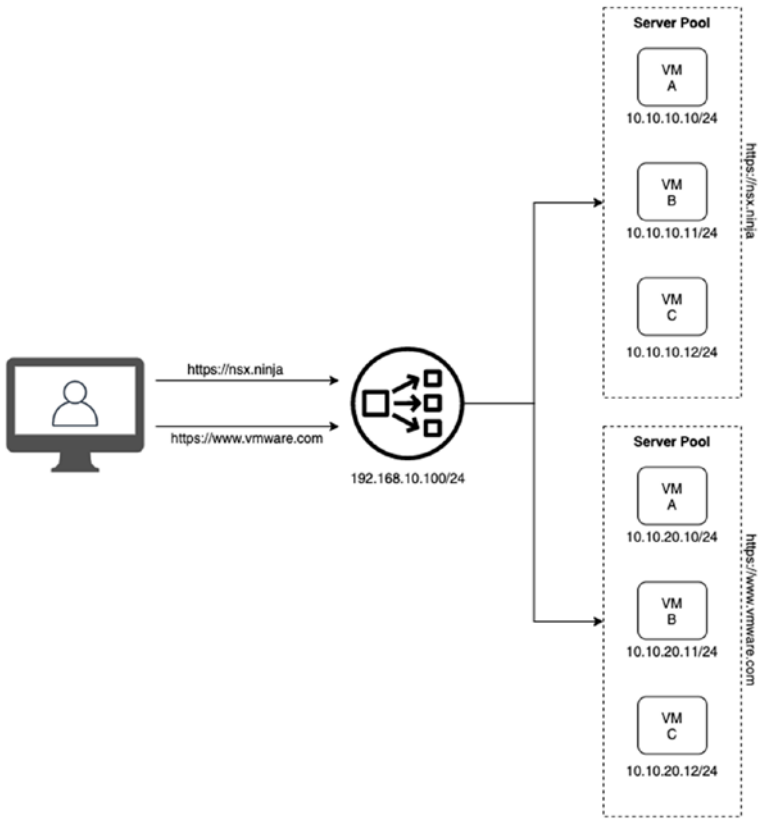 Server Pool
VM
A
10.10.10.10/24
VM
B
10.10.10.11/24
VM
C
10.10.10.12/24
https://nsx.ninja
https://nsx.ninja
https://www.vmware.com
192.168.10.100/24
Server Pool
VM
A
10.10.20.10/24
VM
B
10.10.20.11/24
VM
C
10.10.20.12/24
https://www.vmware.com